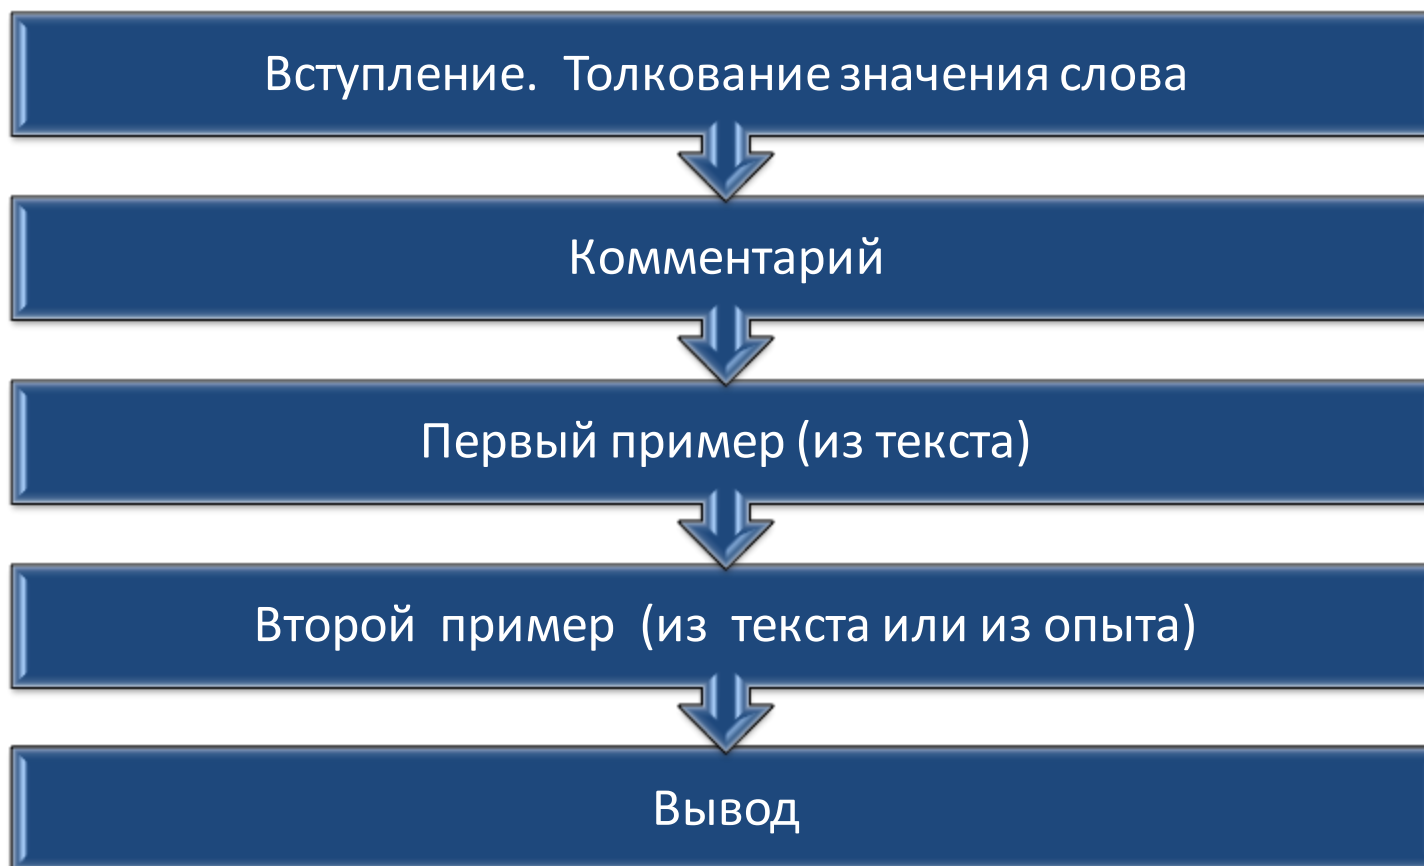 Вступление. Толкование значения слова
Комментарий
Первый пример (из текста)
Второй пример (из текста или из опыта)
Вывод